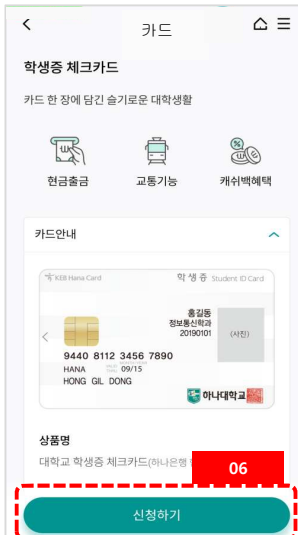 카드
학생증 체크카드
카드 한 장에 담긴 슬기로운 대학생활
현금출금 교통기능 캐쉬백혜택
카드안내
KEB Hana Card 학 생 증 Student ID Card
홍길동
정보통신학과
20190101
(사진)
9440 8112 3456 7890
HANA 09/15
HONG GIL DONG
하나대학교
상품명
대학교 학생증 체크카드(하나은행
06
신청하기